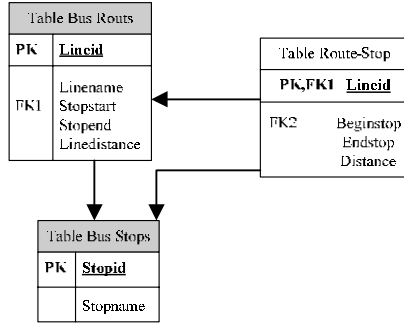 Table Bus Routs
PK Lineid
Linename
FK1 Stopstart
Stopend
Linedistance
Table Route-Stop
PK,FK1 Lineid
FK2 Beginstop
Endstop
Distance
Table Bus Stops
PK Stopid
Stopname